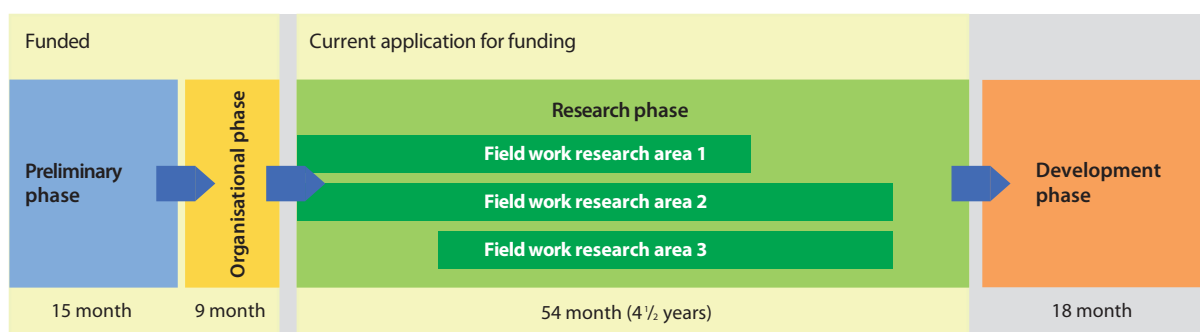 Funded
Current application for funding
Preliminary
phase
Organisational phase
Research phase
Field work research area 1
Field work research area 2
Field work research area 3
Development
phase
15 month
9 month
54 month (4 ½ years)
18 month